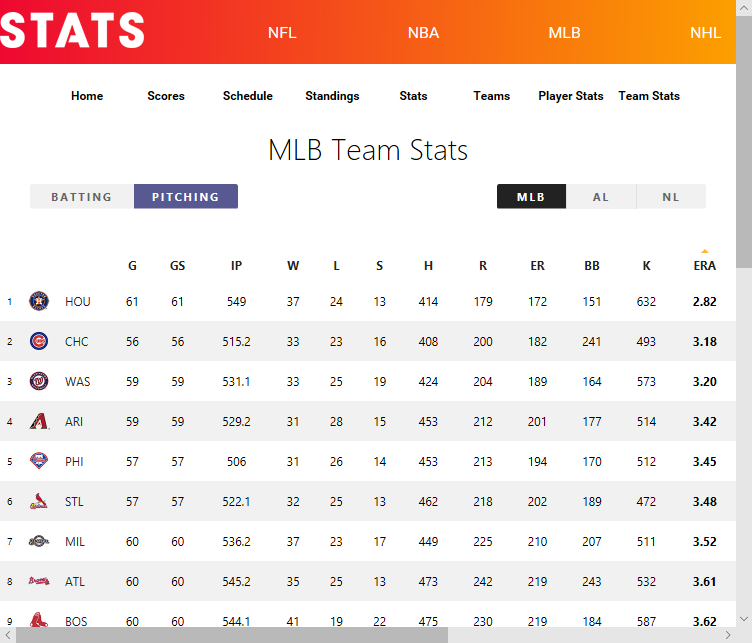 STATS NFL NBA MLB NHL
Home Scores Schedule Standings Stats Teams Player Stats Team Stats
MLB Team Stats
BATTING PITCHING MLB AL NL
G GS IP W L S H R ER BB K ERA
1 HOU 61 61 549 37 24 13 414 179 172 151 632 2.82
2 CHC 56 56 515.2 33 23 16 408 200 182 241 493 3.18
3 WAS 59 59 531.1 33 25 19 424 204 189 164 573 3.20
4 ARI 59 59 529.2 31 28 15 453 212 201 177 514 3.42
5 PHI 57 57 506 31 26 14 453 213 194 170 512 3.45
6 STL 57 57 522.1 32 25 13 462 218 202 189 472 3.48
7 MIL 60 60 536.2 37 23 17 449 225 210 207 511 3.52
8 ATL 60 60 545.2 35 25 13 473 242 219 243 532 3.61
9 BOS 60 60 544.1 41 19 22 475 230 219 184 587 3.62